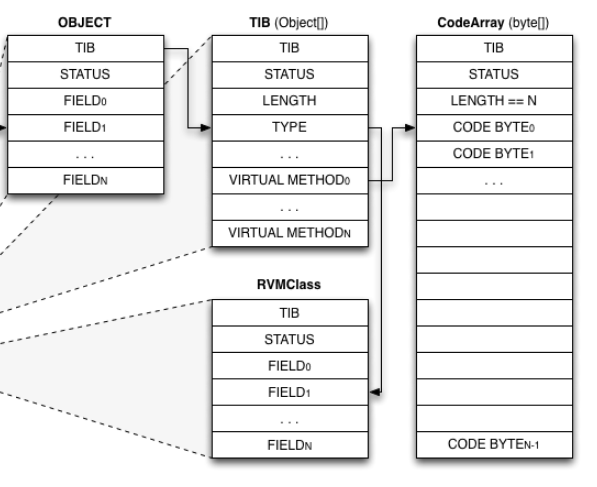 OBJECT
TIB
STATUS
FIELD0
FIELD1
...
FIELDN
TIB (Object[])
TIB
STATUS
LENGTH
TYPE
...
VIRTUAL METHOD0
...
VIRTUAL METHODN
RVMClass
TIB
STATUS
FIELD0
FIELD1
...
FIELDN
CodeArray (byte[])
TIB
STATUS
LENGTH == N
CODE BYTE0
CODE BYTE1
...
CODE BYTEN-1